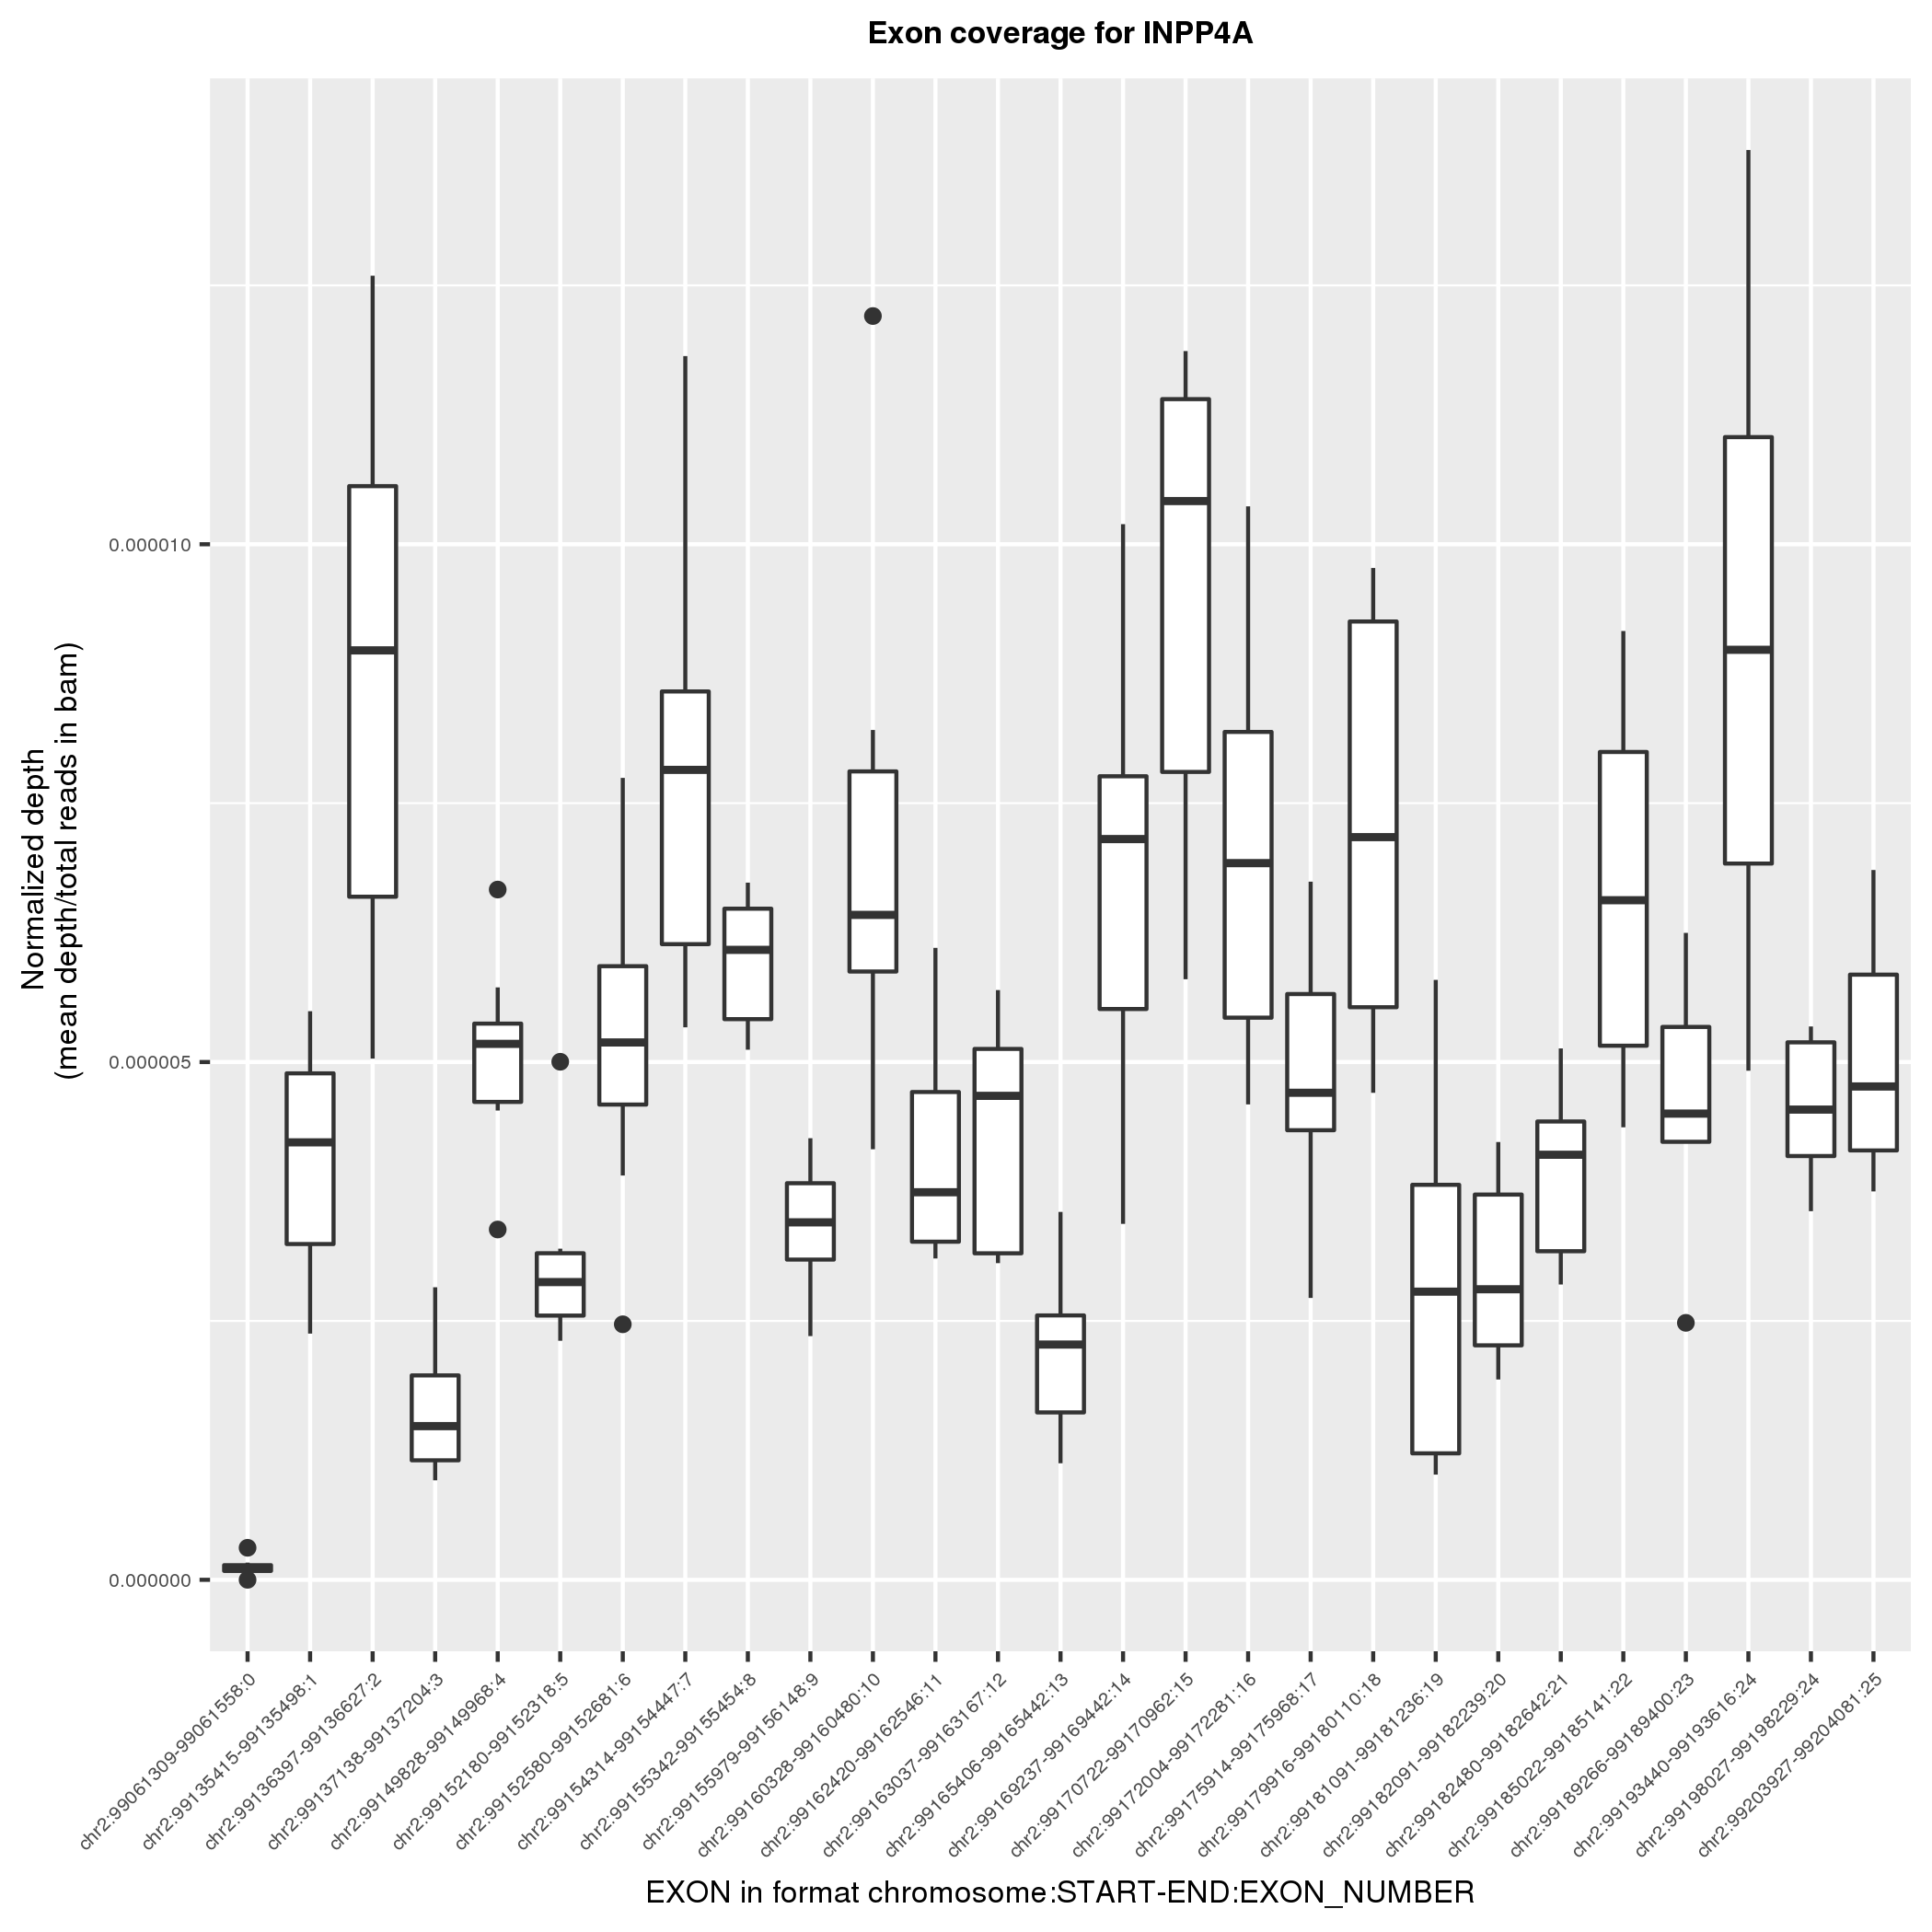 Exon coverage for INPP4A
Normalized depth
(mean depth/total reads in bam)
0.000010
0.000005
0.000000
chr2:99061309-99061558:0
chr2:99135415-99135498:1
chr2:99136397-99136627:2
chr2:99137138-99137204:3
chr2:99149828-99149968:4
chr2:99152180-99152318:5
chr2:99152580-99152681:6
chr2:99154314-99154447:7
chr2:99155342-99155454:8
chr2:99155979-99156148:9
chr2:99160328-99160480:10
chr2:99162420-99162546:11
chr2:99163037-99163167:12
chr2:99165406-99165442:13
chr2:99169237-99169442:14
chr2:99170722-99170962:15
chr2:99172004-99172281:16
chr2:99175914-99175968:17
chr2:99179916-99180110:18
chr2:99181091-99181236:19
chr2:99182091-99182239:20
chr2:99182480-99182642:21
chr2:99185022-99185141:22
chr2:99189266-99189400:23
chr2:99193440-99193616:24
chr2:99198027-99198229:24
chr2:99203927-99204081:25
EXON in format chromosome:START-END:EXON_NUMBER